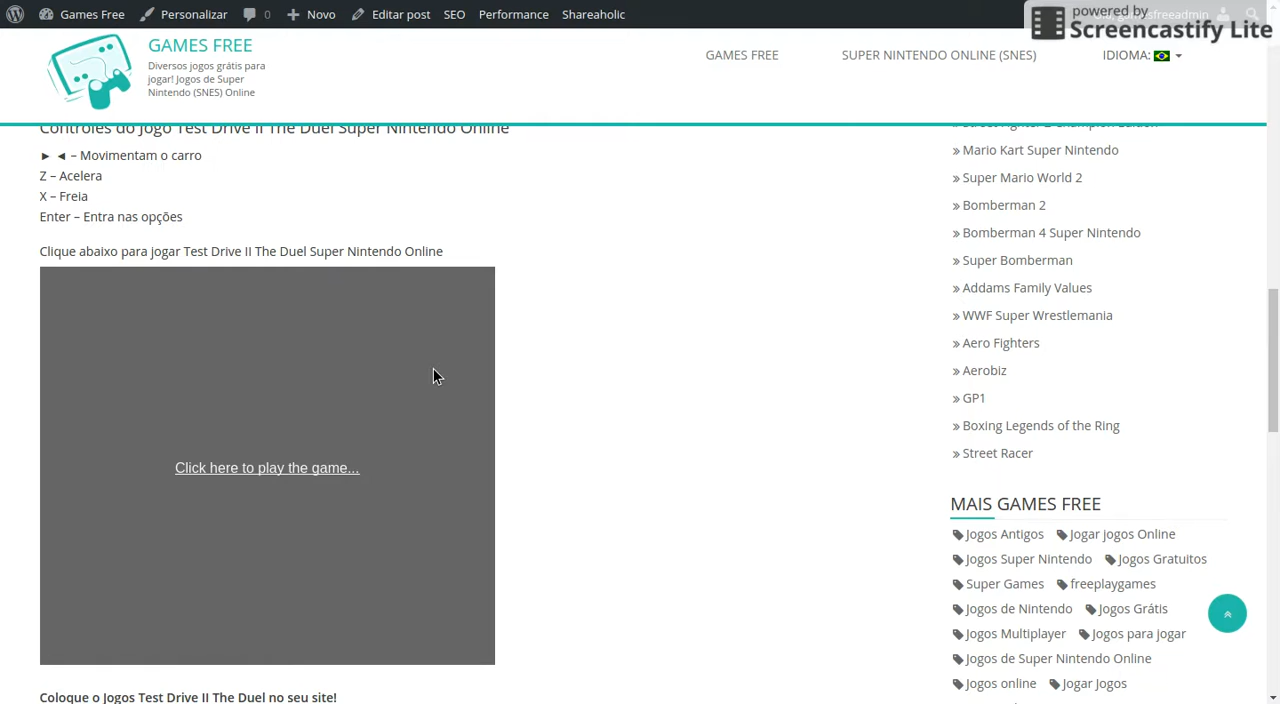 Games Free
Personalizar
0
Novo
Editar post
SEO
Performance
Shareaholic
gamesfreeadmin
powered by
Screencastify Lite
GAMES FREE
Diversos jogos grátis para
jogar! Jogos de Super
Nintendo (SNES) Online
GAMES FREE
SUPER NINTENDO ONLINE (SNES)
IDIOMA:
Controles do Jogo Test Drive II The Duel Super Nintendo Online
► ◄ – Movimentam o carro
Z – Acelera
X – Freia
Enter – Entra nas opções
Clique abaixo para jogar Test Drive II The Duel Super Nintendo Online
Click here to play the game...
Coloque o Jogos Test Drive II The Duel no seu site!
Street Fighter 2 Champion Edition
» Mario Kart Super Nintendo
» Super Mario World 2
» Bomberman 2
» Bomberman 4 Super Nintendo
» Super Bomberman
» Addams Family Values
» WWF Super Wrestlemania
» Aero Fighters
» Aerobiz
» GP1
» Boxing Legends of the Ring
» Street Racer
MAIS GAMES FREE
Jogos Antigos Jogar jogos Online
Jogos Super Nintendo Jogos Gratuitos
Super Games freeplaygames
Jogos de Nintendo Jogos Grátis
Jogos Multiplayer Jogos para jogar
Jogos de Super Nintendo Online
Jogos online Jogar Jogos